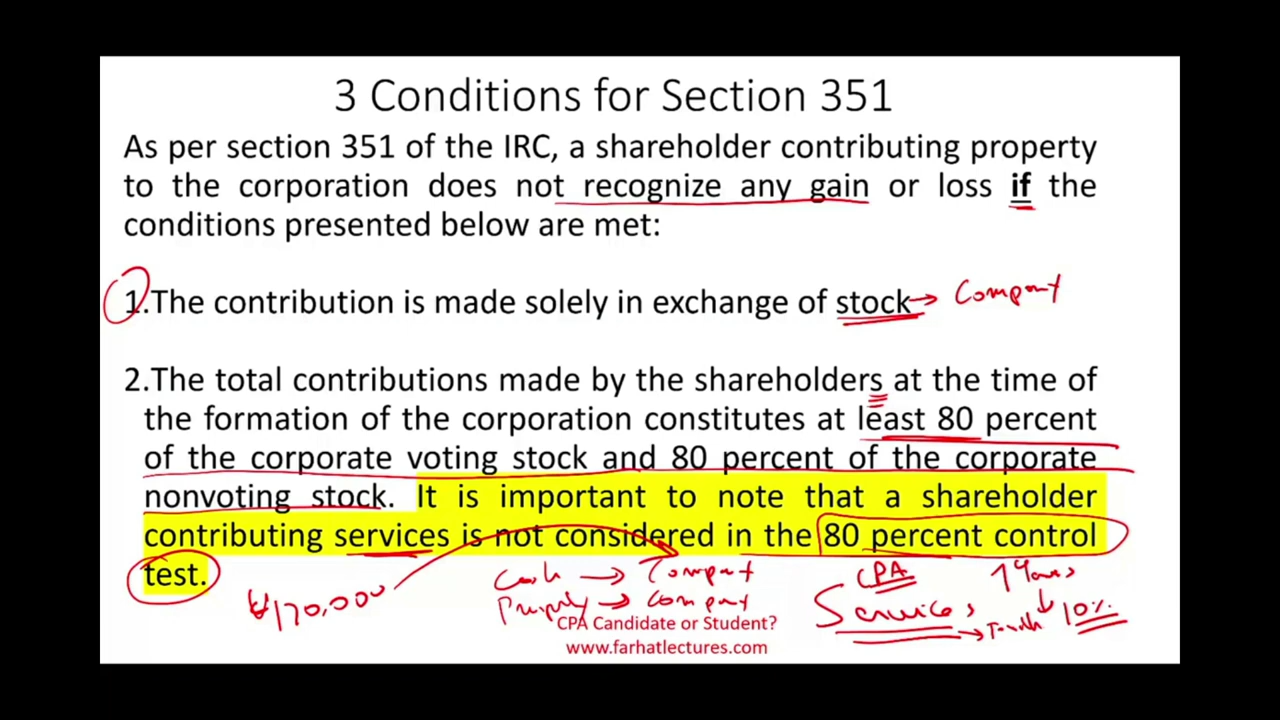 3 Conditions for Section 351
As per section 351 of the IRC, a shareholder contributing property
to the corporation does not recognize any gain or loss if the
conditions presented below are met:
1.The contribution is made solely in exchange of stock
2.The total contributions made by the shareholders at the time of
the formation of the corporation constitutes at least 80 percent
of the corporate voting stock and 80 percent of the corporate
nonvoting stock. It is important to note that a shareholder
contributing services is not considered in the 80 percent control
test.
Cash → CPA
170,000 Property → Services, 10%
CPA Candidate or Student?
www.farhatlectures.com